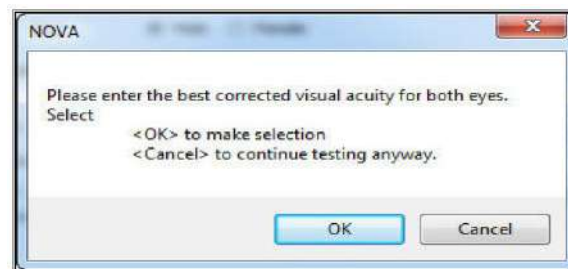 NOVA
Please enter the best corrected visual acuity for both eyes.
Select
<OK> to make selection
<Cancel> to continue testing anyway.
OK
Cancel